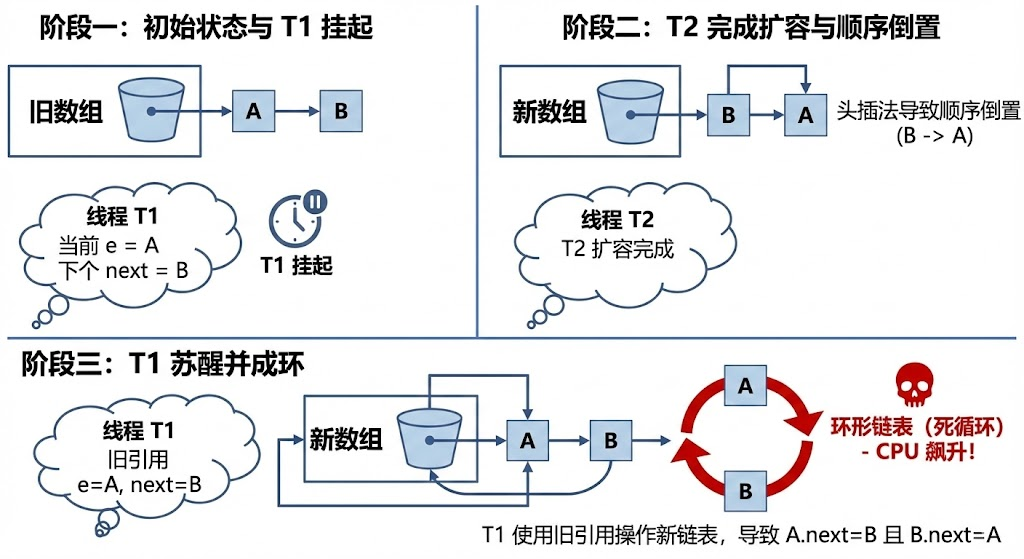 阶段一：初始状态与 T1 挂起
旧数组
A
B
线程 T1
当前 e = A
下个 next = B
T1 挂起
阶段二：T2 完成扩容与顺序倒置
新数组
B
A
头插法导致顺序倒置
(B -> A)
线程 T2
T2 扩容完成
阶段三：T1 苏醒并成环
线程 T1
旧引用
e=A, next=B
新数组
A
B
A
B
环形链表（死循环）
- CPU 飙升！
T1 使用旧引用操作新链表，导致 A.next=B 且 B.next=A